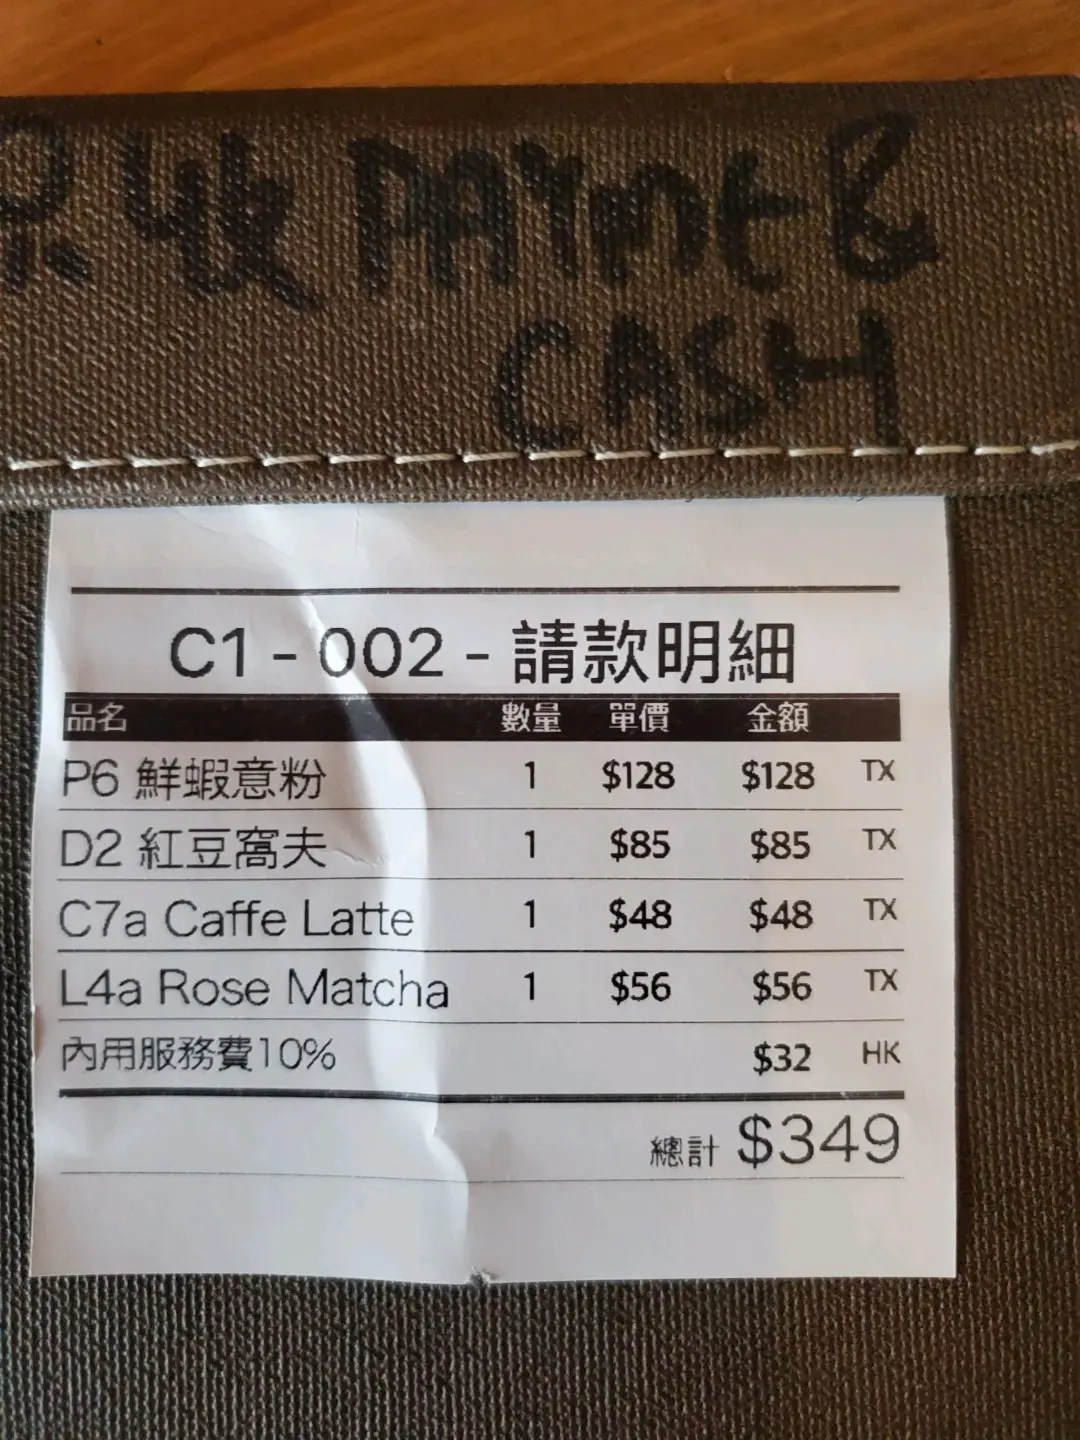 PAYmt &
CASH
C1 - 002 - 請款明細
品名 數量 單價 金額
P6 鮮蝦意粉 1 $128 $128 TX
D2 紅豆窩夫 1 $85 $85 TX
C7a Caffe Latte 1 $48 $48 TX
L4a Rose Matcha 1 $56 $56 TX
內用服務費10% $32 HK
總計 $349